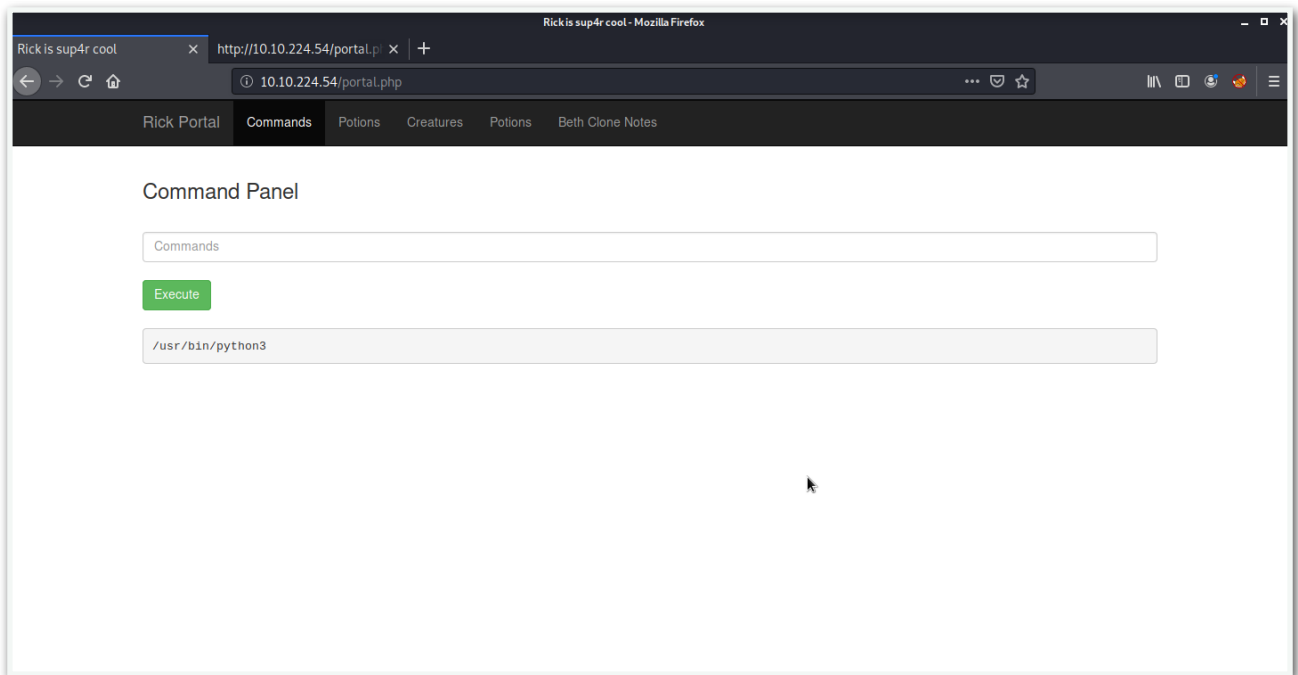 Rick is sup4r cool - Mozilla Firefox
Rick is sup4r cool http://10.10.224.54/portal.p
10.10.224.54/portal.php
Rick Portal Commands Potions Creatures Potions Beth Clone Notes
Command Panel
Commands
Execute
/usr/bin/python3